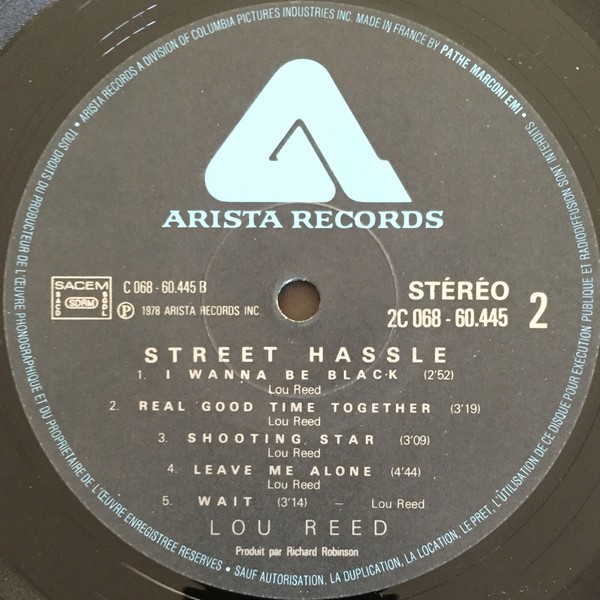 • ARISTA RECORDS A DIVISION OF COLUMBIA PICTURES INDUSTRIES INC. MADE IN FRANCE BY PATHE MARCONI EMI •
ARISTA RECORDS
SACEM
SACD
SDRM
SGDL
C 068 - 60.445 B
Ⓟ 1978 ARISTA RECORDS INC.
STÉRÉO
2C 068 - 60.445
2
STREET HASSLE
1. I WANNA BE BLACK (2'52)
Lou Reed
2. REAL GOOD TIME TOGETHER (3'19)
Lou Reed
3. SHOOTING STAR (3'09)
Lou Reed
4. LEAVE ME ALONE (4'44)
Lou Reed
5. WAIT (3'14) – Lou Reed
LOU REED
Produit par Richard Robinson
TOUS DROITS DU PRODUCTEUR DE L'ŒUVRE PHONOGRAPHIQUE ET DU PROPRIETAIRE DE L'ŒUVRE ENREGISTREE RESERVES • SAUF AUTORISATION, LA DUPLICATION, LA LOCATION, LE PRET, L'UTILISATION DE CE DISQUE POUR EXECUTION PUBLIQUE ET RADIODIFFUSION SONT INTERDITS